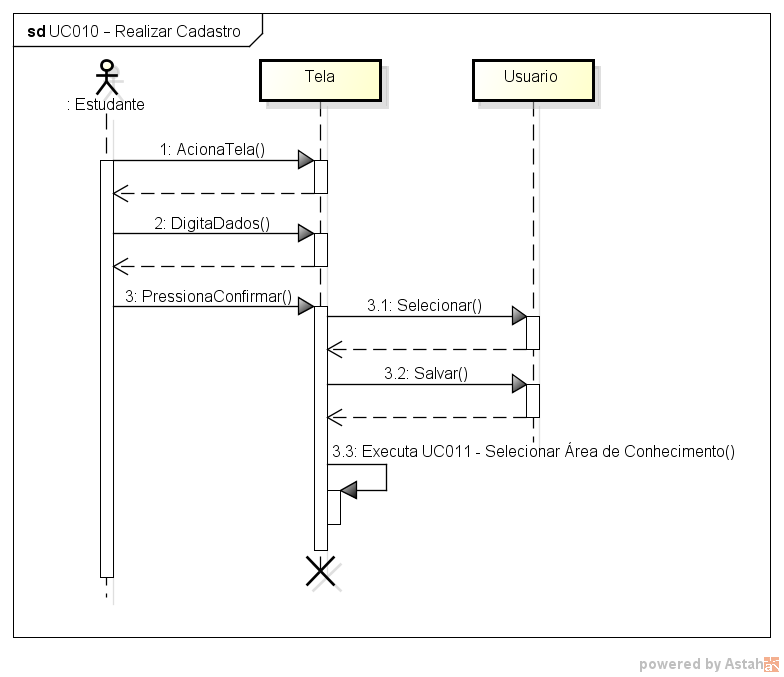 sd UC010 – Realizar Cadastro
: Estudante
Tela
Usuario
1: AcionaTela()
2: DigitaDados()
3: PressionaConfirmar()
3.1: Selecionar()
3.2: Salvar()
3.3: Executa UC011 - Selecionar Área de Conhecimento()
powered by Astah